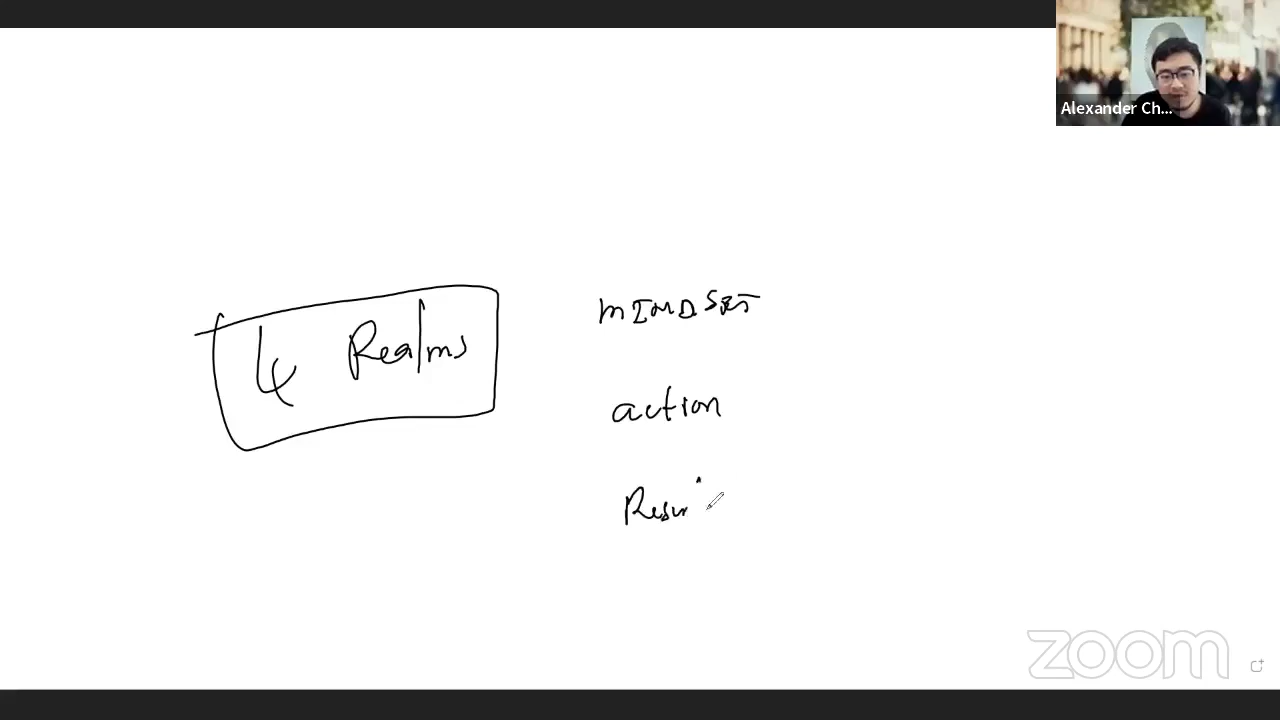 Alexander Ch...
4 Realms
MINDSET
action
Resu
zoom